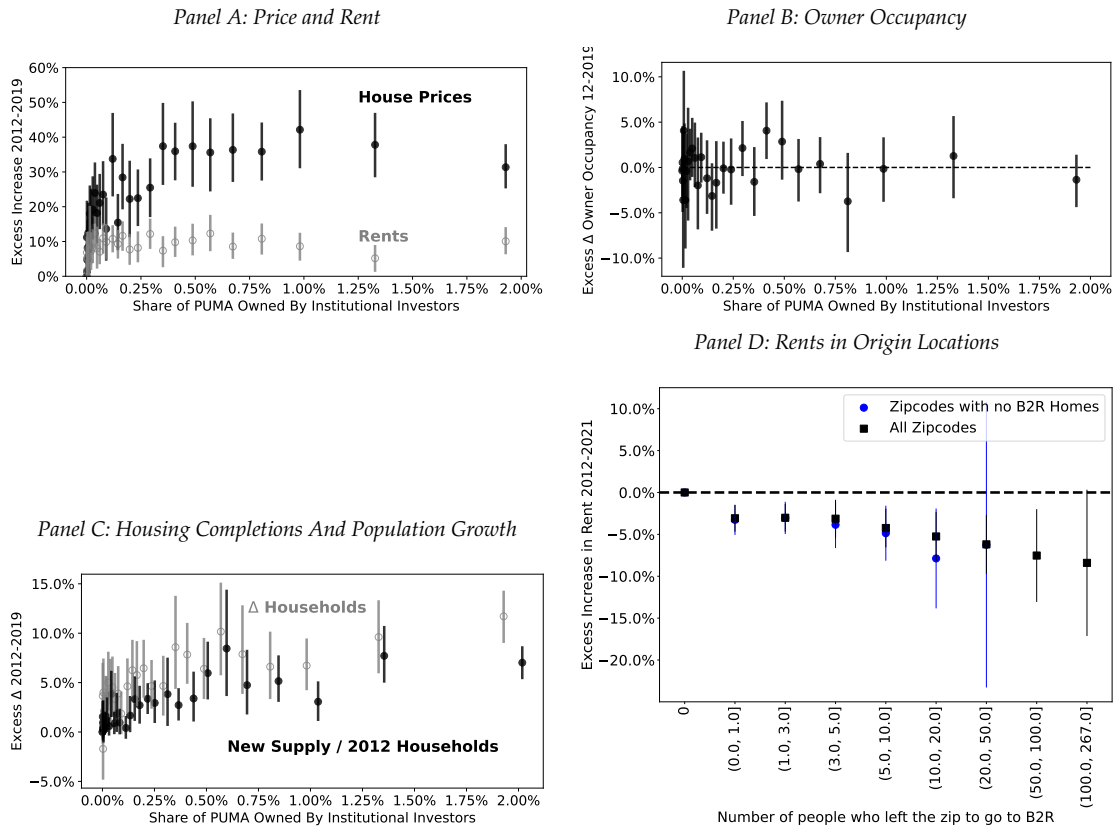 Panel A: Price and Rent
Excess Increase 2012-2019
60%
50%
40%
30%
20%
10%
0%
House Prices
Rents
0.00% 0.25% 0.50% 0.75% 1.00% 1.25% 1.50% 1.75% 2.00%
Share of PUMA Owned By Institutional Investors
Panel B: Owner Occupancy
Excess Δ Owner Occupancy 12-2019
10.0%
5.0%
0.0%
−5.0%
−10.0%
0.00% 0.25% 0.50% 0.75% 1.00% 1.25% 1.50% 1.75% 2.00%
Share of PUMA Owned By Institutional Investors
Panel C: Housing Completions And Population Growth
Excess Δ 2012-2019
15.0%
10.0%
5.0%
0.0%
−5.0%
Δ Households
New Supply / 2012 Households
0.00% 0.25% 0.50% 0.75% 1.00% 1.25% 1.50% 1.75% 2.00%
Share of PUMA Owned By Institutional Investors
Panel D: Rents in Origin Locations
Excess Increase in Rent 2012-2021
10.0%
5.0%
0.0%
−5.0%
−10.0%
−15.0%
−20.0%
Zipcodes with no B2R Homes
All Zipcodes
0
(0.0, 1.0]
(1.0, 3.0]
(3.0, 5.0]
(5.0, 10.0]
(10.0, 20.0]
(20.0, 50.0]
(50.0, 100.0]
(100.0, 267.0]
Number of people who left the zip to go to B2R